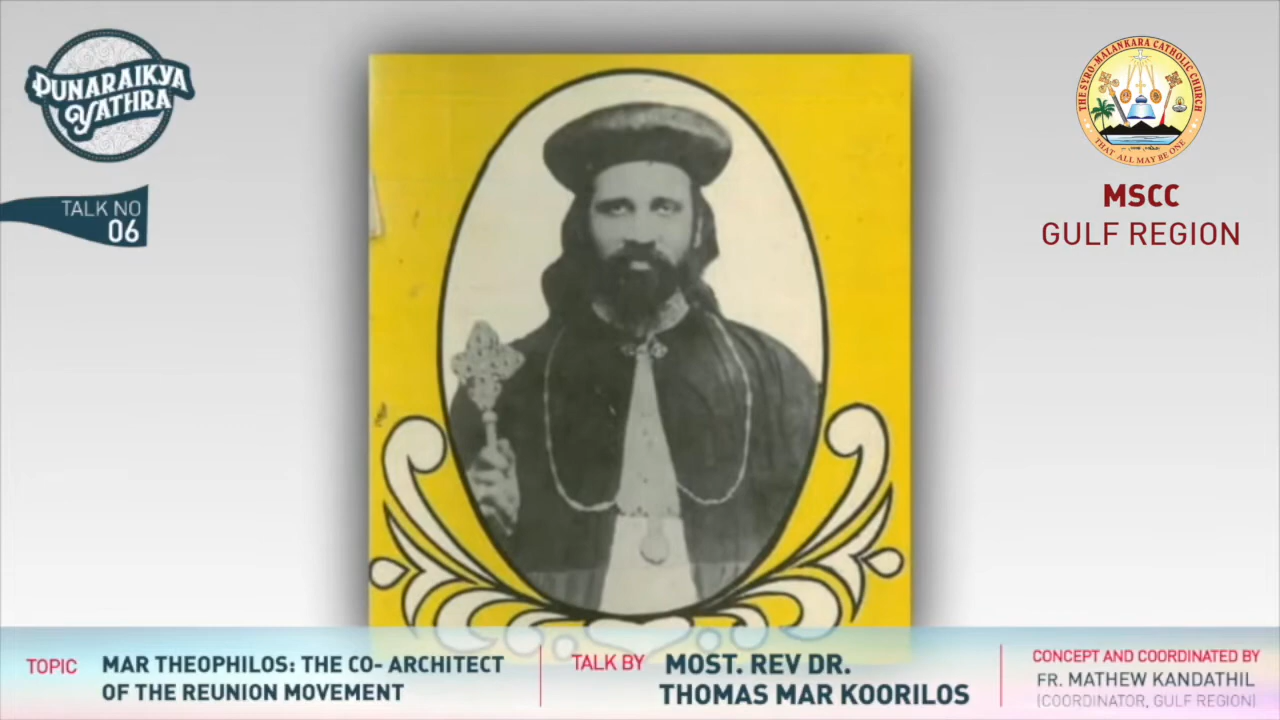 PUNARAIKYA
YATHRA
TALK NO
06
THE SYRO-MALANKARA CATHOLIC CHURCH
THAT ALL MAY BE ONE
MSCC
GULF REGION
TOPIC
MAR THEOPHILOS: THE CO- ARCHITECT
OF THE REUNION MOVEMENT
TALK BY
MOST. REV DR.
THOMAS MAR KOORILOS
CONCEPT AND COORDINATED BY
FR. MATHEW KANDATHIL
(COORDINATOR, GULF REGION)